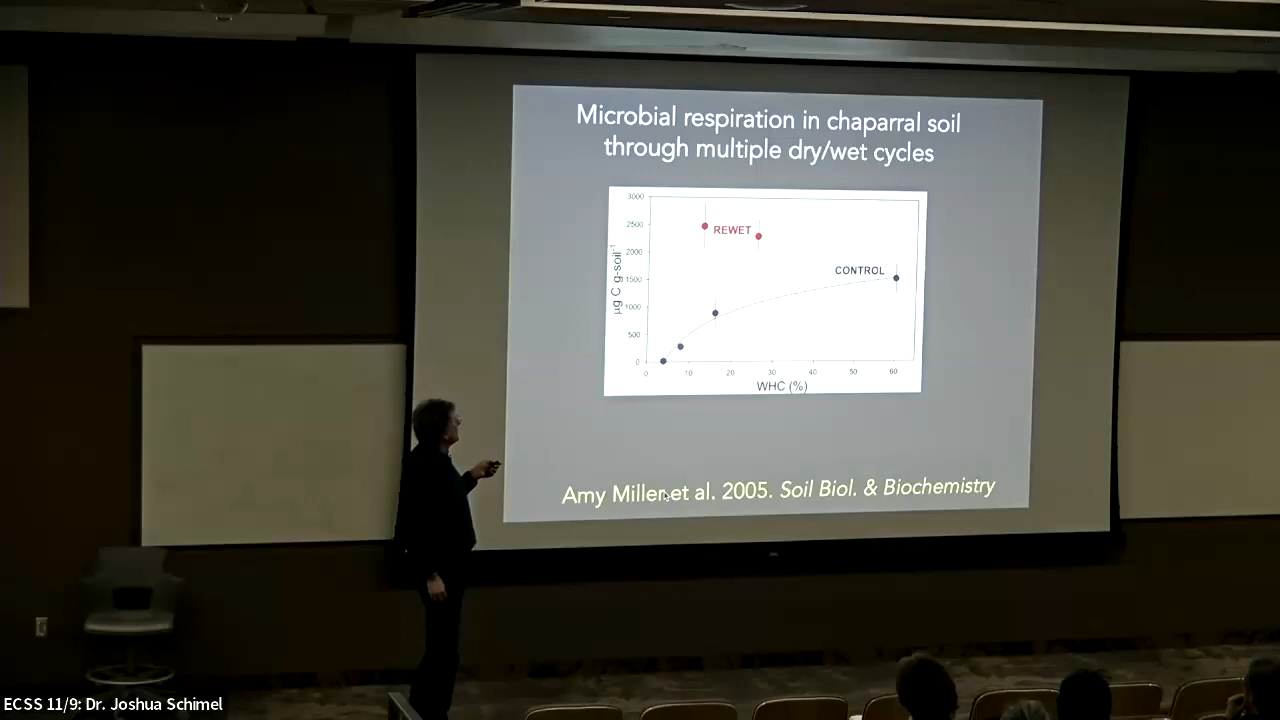 Microbial respiration in chaparral soil
through multiple dry/wet cycles
3000
2500
2000
1500
1000
500
0
µg C g-soil⁻¹
REWET
CONTROL
0 10 20 30 40 50 60
WHC (%)
Amy Miller et al. 2005. Soil Biol. & Biochemistry
ECSS 11/9: Dr. Joshua Schimel